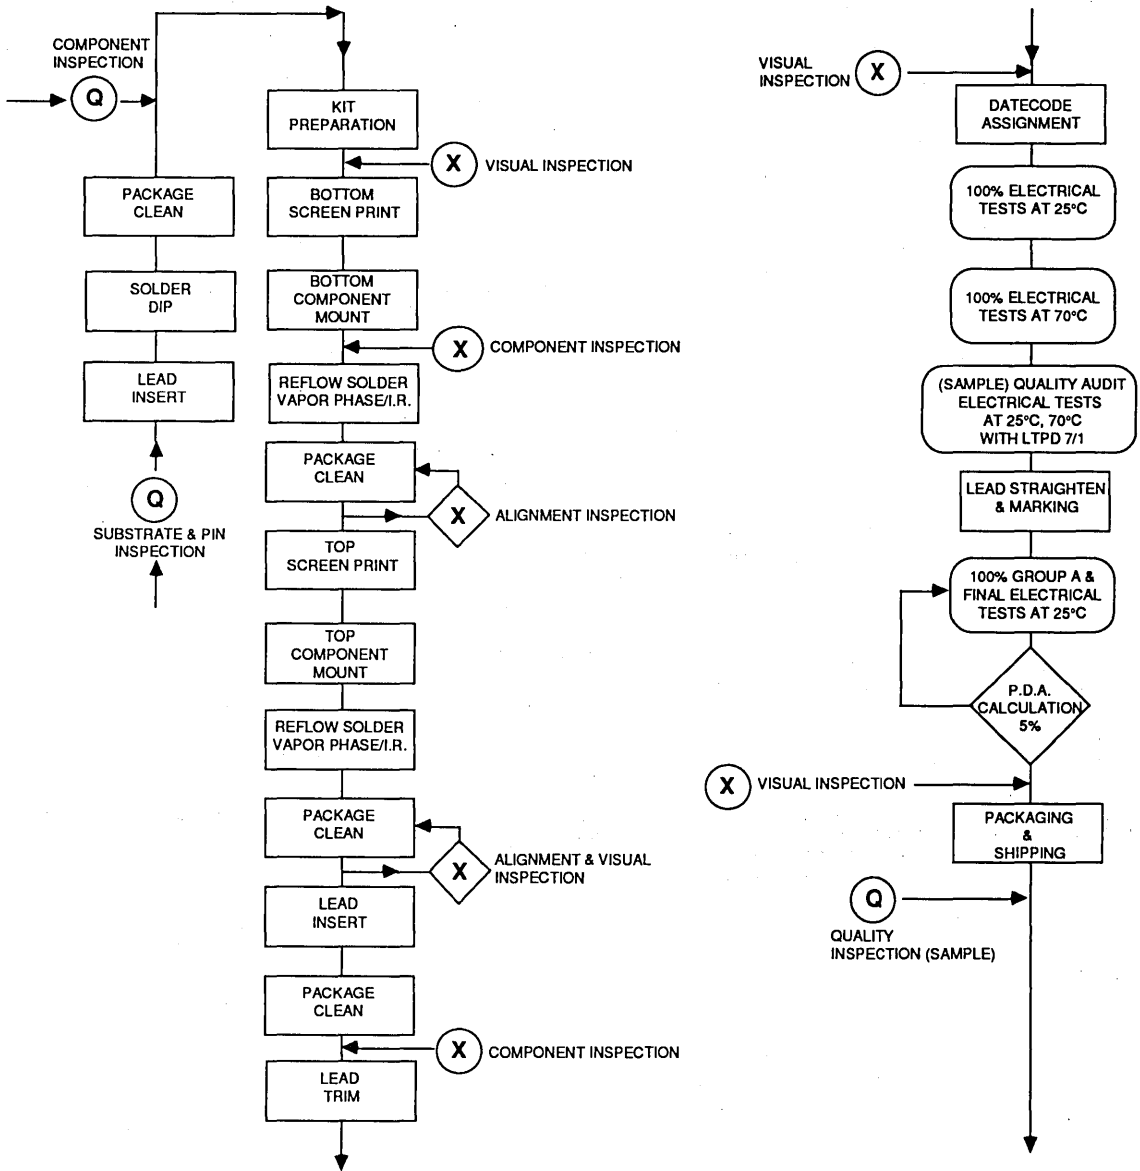 COMPONENT
INSPECTION
Q
PACKAGE
CLEAN
SOLDER
DIP
LEAD
INSERT
Q
SUBSTRATE & PIN
INSPECTION
KIT
PREPARATION
X
VISUAL INSPECTION
BOTTOM
SCREEN PRINT
BOTTOM
COMPONENT
MOUNT
X
COMPONENT INSPECTION
REFLOW SOLDER
VAPOR PHASE/I.R.
PACKAGE
CLEAN
X
ALIGNMENT INSPECTION
TOP
SCREEN PRINT
TOP
COMPONENT
MOUNT
REFLOW SOLDER
VAPOR PHASE/I.R.
PACKAGE
CLEAN
X
ALIGNMENT & VISUAL
INSPECTION
LEAD
INSERT
PACKAGE
CLEAN
X
COMPONENT INSPECTION
LEAD
TRIM
VISUAL
INSPECTION
X
DATECODE
ASSIGNMENT
100% ELECTRICAL
TESTS AT 25°C
100% ELECTRICAL
TESTS AT 70°C
(SAMPLE) QUALITY AUDIT
ELECTRICAL TESTS
AT 25°C, 70°C
WITH LTPD 7/1
LEAD STRAIGHTEN
& MARKING
100% GROUP A &
FINAL ELECTRICAL
TESTS AT 25°C
P.D.A.
CALCULATION
5%
X
VISUAL INSPECTION
PACKAGING
&
SHIPPING
Q
QUALITY
INSPECTION (SAMPLE)